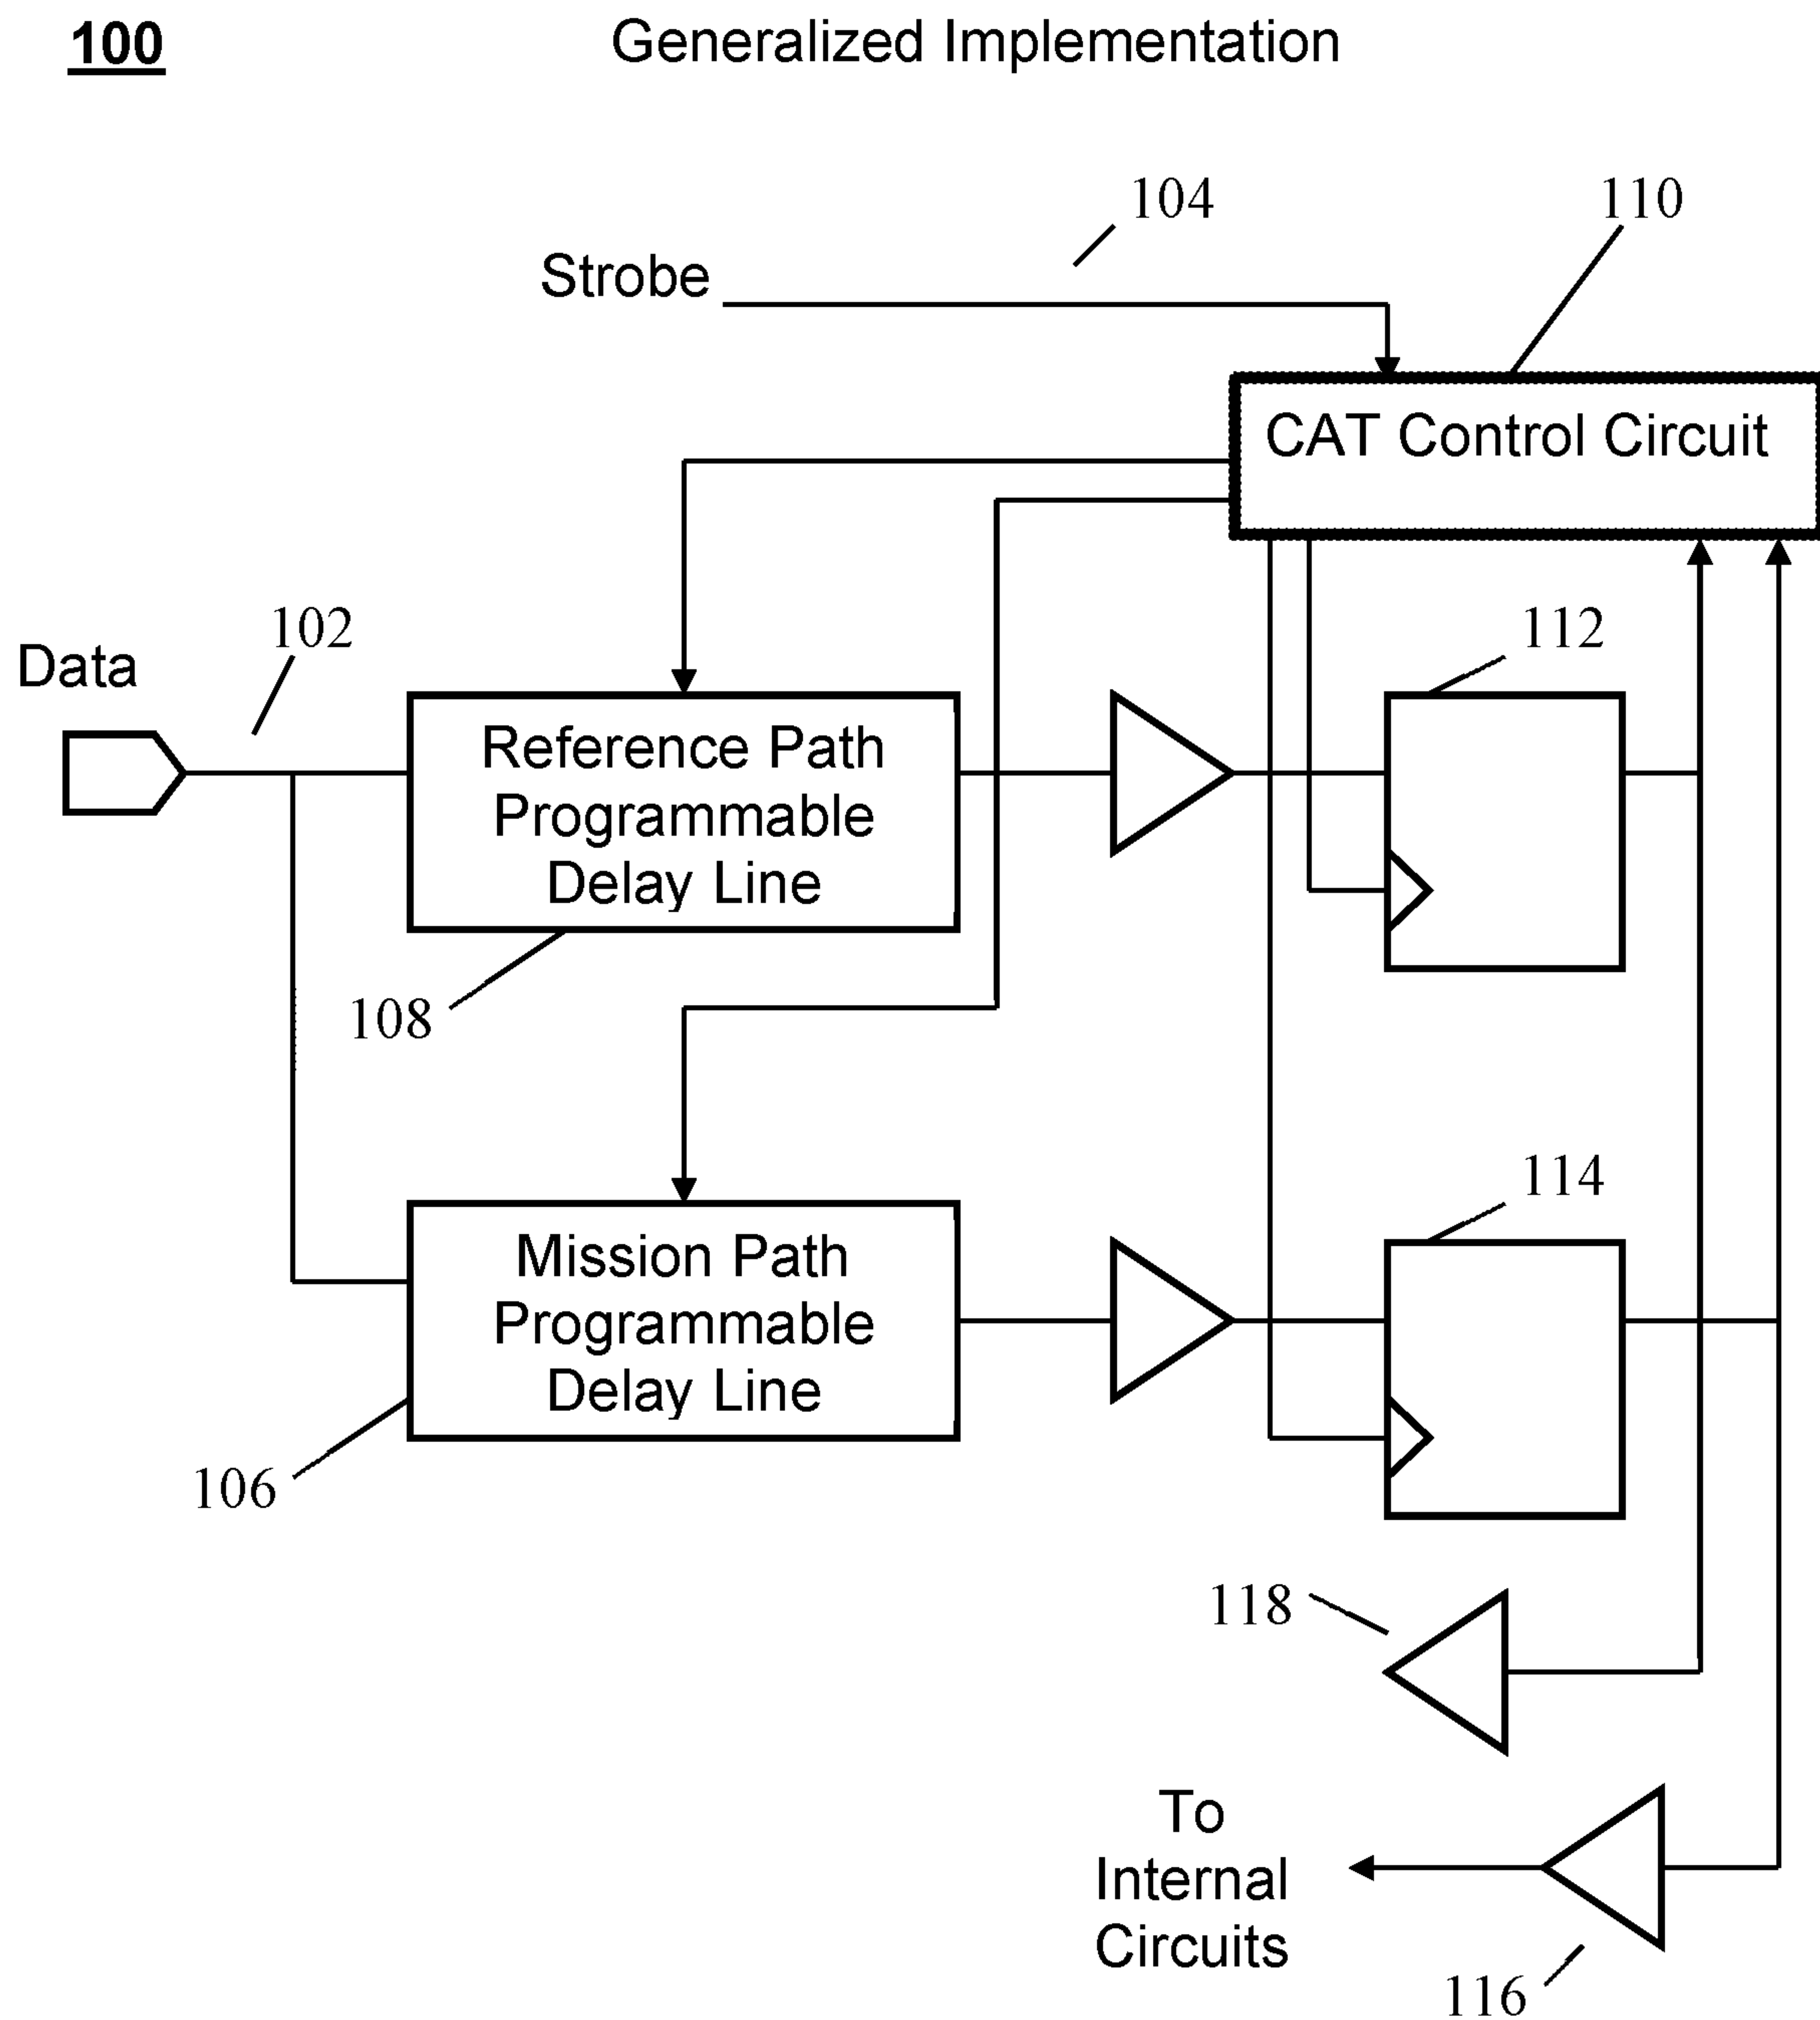 100
Generalized Implementation
104
110
Strobe
CAT Control Circuit
102
112
Data
Reference Path
Programmable
Delay Line
108
114
Mission Path
Programmable
Delay Line
106
118
To
Internal
Circuits
116